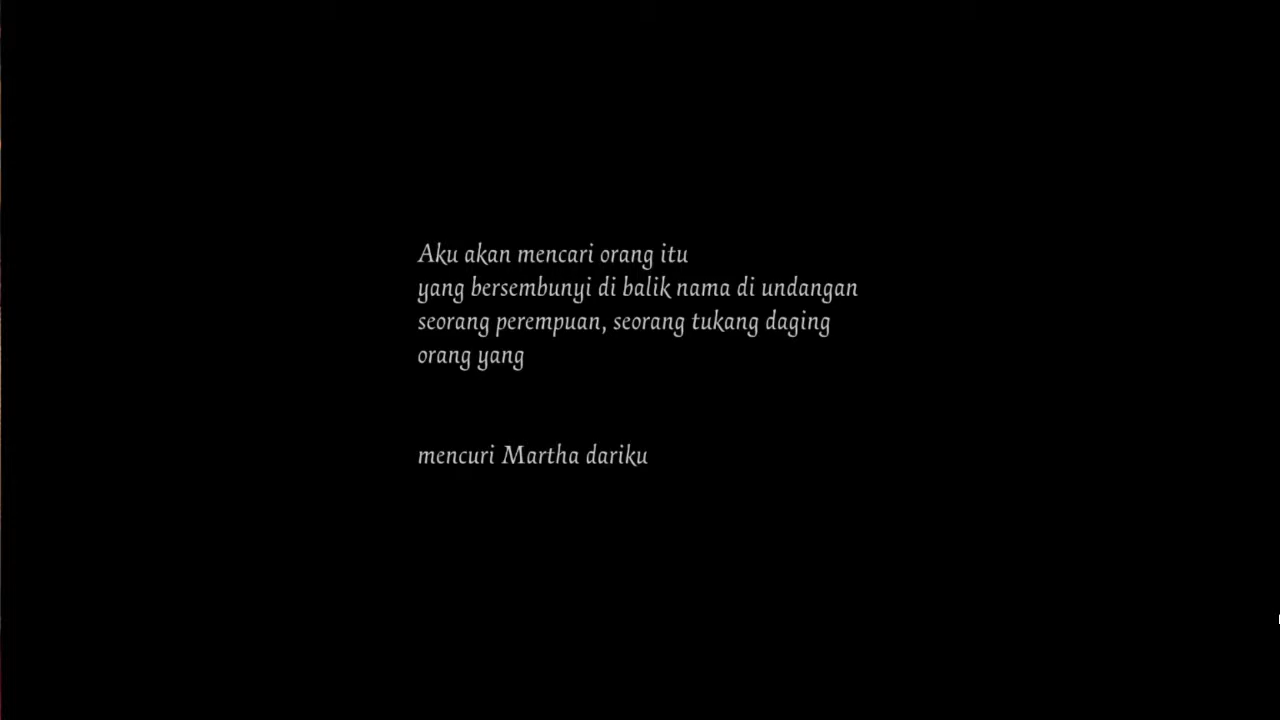 Aku akan mencari orang itu
yang bersembunyi di balik nama di undangan
seorang perempuan, seorang tukang daging
orang yang
mencuri Martha dariku